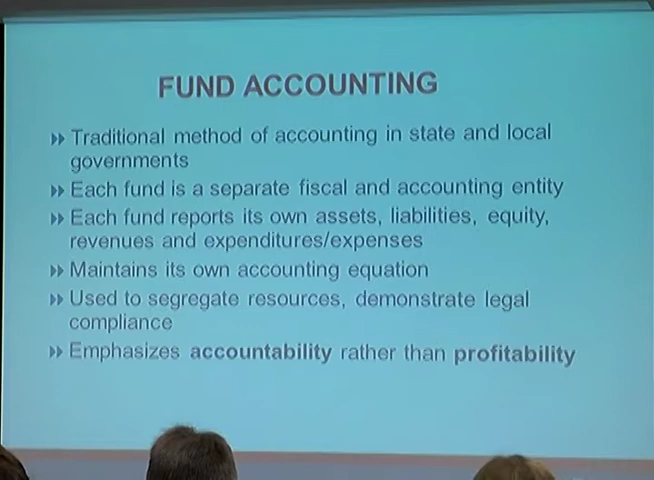 FUND ACCOUNTING
Traditional method of accounting in state and local
governments
Each fund is a separate fiscal and accounting entity
Each fund reports its own assets, liabilities, equity,
revenues and expenditures/expenses
Maintains its own accounting equation
Used to segregate resources, demonstrate legal
compliance
Emphasizes accountability rather than profitability